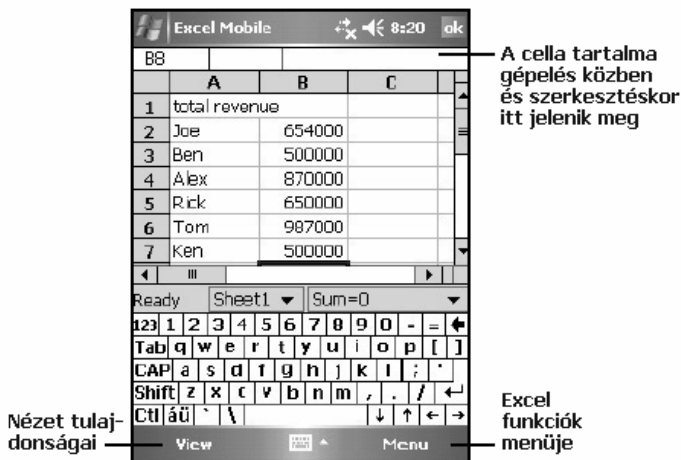 Excel Mobile 8:20 ok
B8
A B C
1 total revenue
2 Joe 654000
3 Ben 500000
4 Alex 870000
5 Rick 650000
6 Tom 987000
7 Ken 500000
Ready Sheet1 Sum=0
123 1 2 3 4 5 6 7 8 9 0 - =
Tab q w e r t y u i o p [ ]
CAP a s d f g h j k l ; '
Shift z x c v b n m , . /
Ctl áü ` \
View Menu
A cella tartalma
gépelés közben
és szerkesztéskor
itt jelenik meg
Nézet tulaj-
donságai
Excel
funkciók
menüje